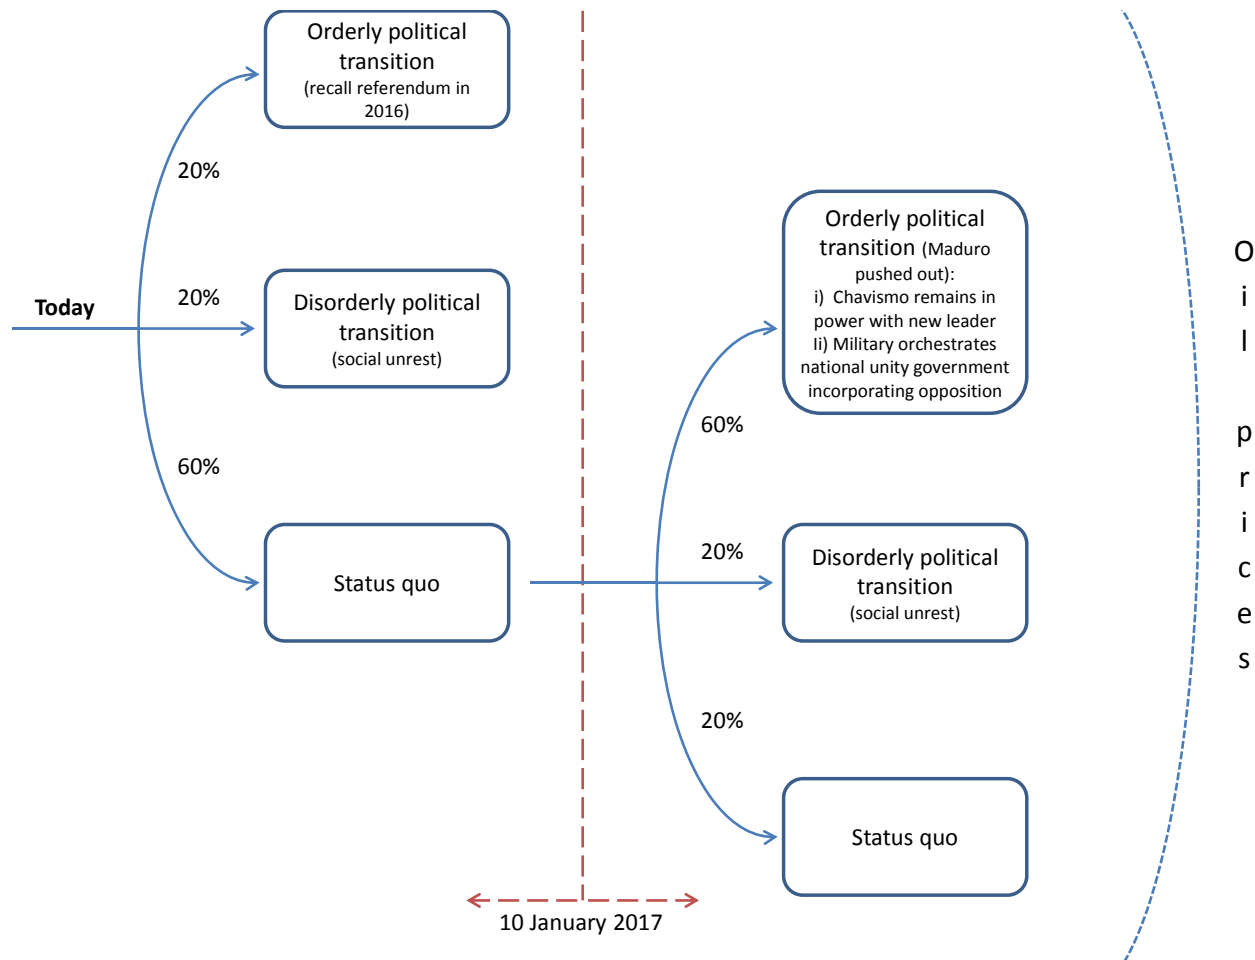 Orderly political
transition
(recall referendum in
2016)
20%
Today
20%
Disorderly political
transition
(social unrest)
60%
Status quo
Orderly political
transition (Maduro
pushed out):
i) Chavismo remains in
power with new leader
Ii) Military orchestrates
national unity government
incorporating opposition
60%
20%
Disorderly political
transition
(social unrest)
20%
Status quo
10 January 2017
O
i
l
p
r
i
c
e
s